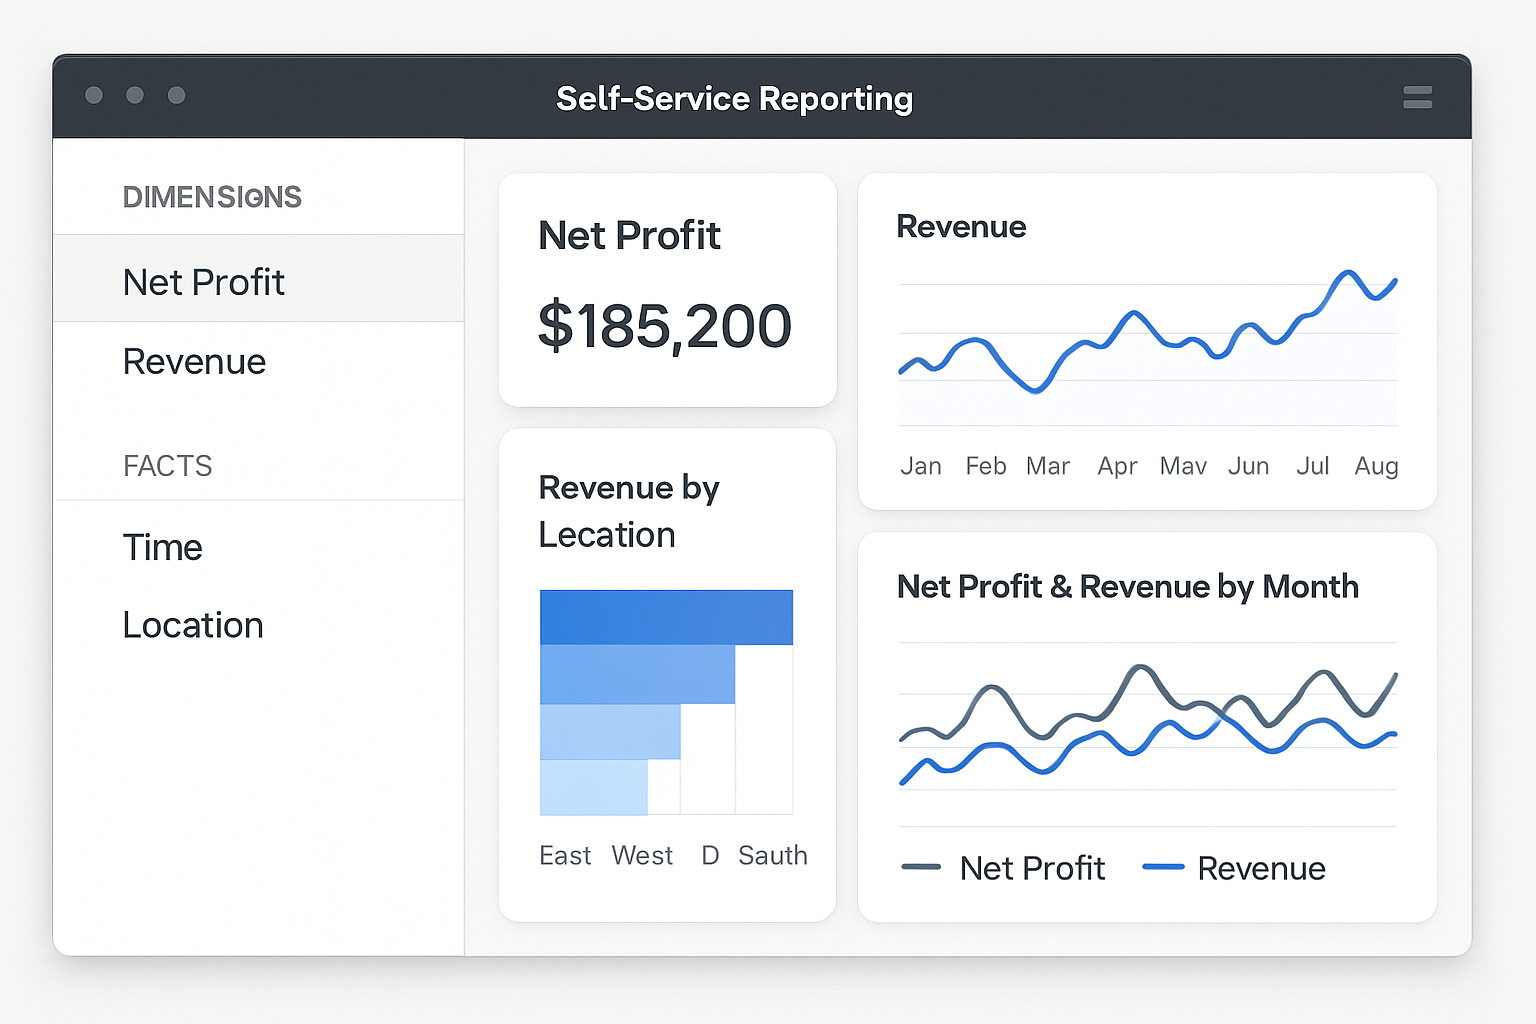 Self-Service Reporting
DIMENSIONS
Net Profit
Revenue
FACTS
Time
Location
Net Profit
$185,200
Revenue by
Lecation
East West D Sauth
Revenue
Jan Feb Mar Apr Mav Jun Jul Aug
Net Profit & Revenue by Month
Net Profit Revenue